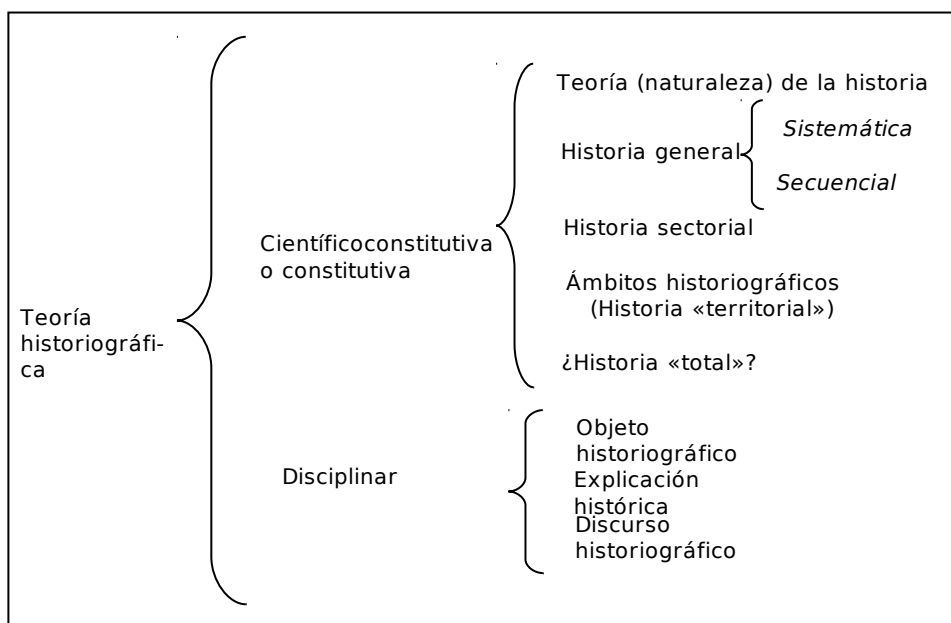 Teoría
historiográfi-
ca
Científicoconstitutiva
o constitutiva
Teoría (naturaleza) de la historia
Historia general
Sistemática
Secuencial
Historia sectorial
Ámbitos historiográficos
(Historia «territorial»)
¿Historia «total»?
Disciplinar
Objeto
historiográfico
Explicación
histórica
Discurso
historiográfico